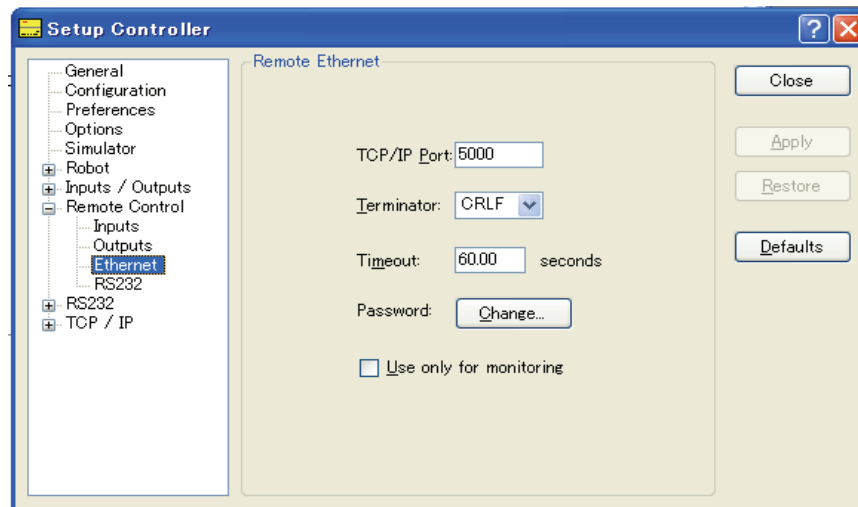 Setup Controller
General
Configuration
Preferences
Options
Simulator
Robot
Inputs / Outputs
Remote Control
Inputs
Outputs
Ethernet
RS232
RS232
TCP / IP
Remote Ethernet
TCP/IP Port: 5000
Terminator: CRLF
Timeout: 60.00 seconds
Password: Change...
Use only for monitoring
Close
Apply
Restore
Defaults